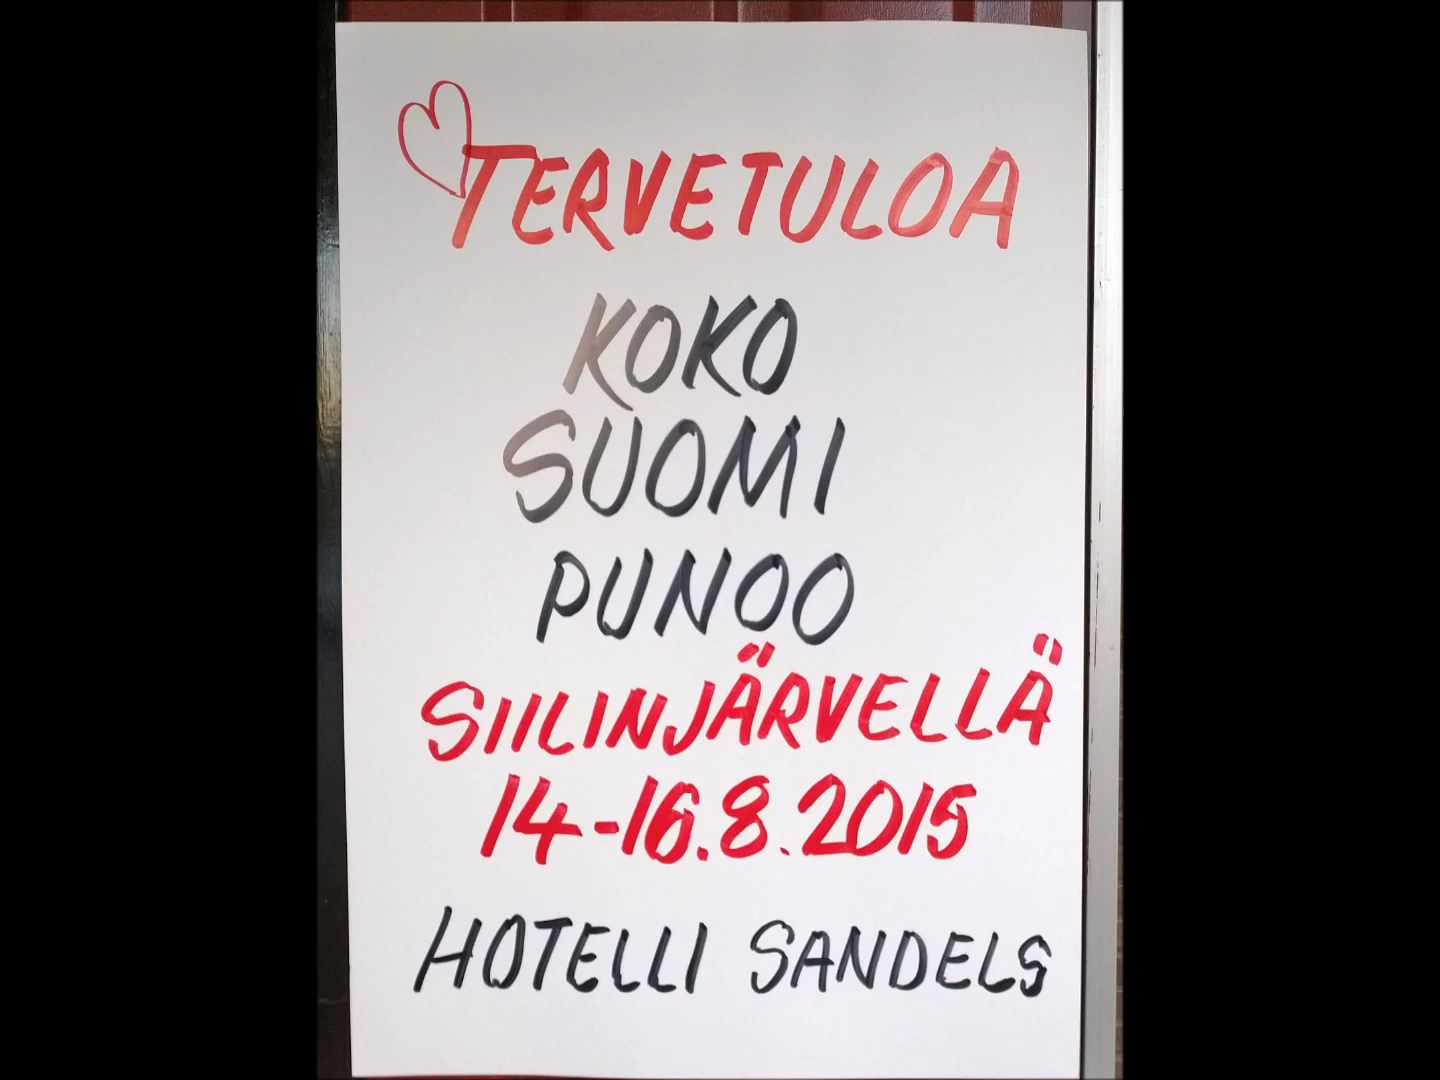 TERVETULOA
KOKO
SUOMI
PUNOO
SIILINJÄRVELLÄ
14-16.8.2015
HOTELLI SANDELS